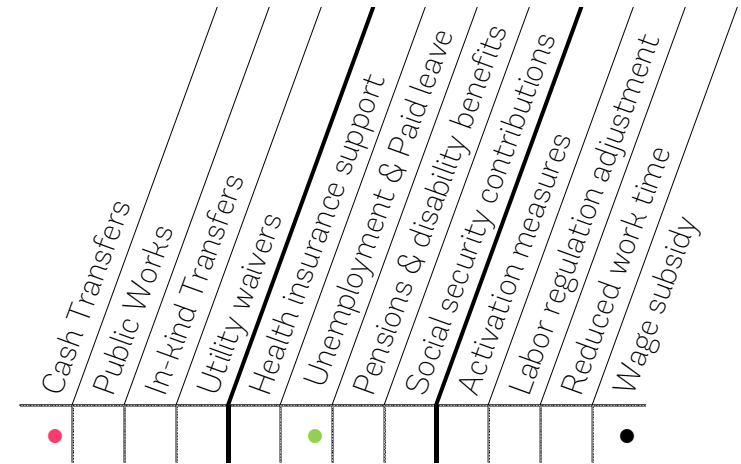 Cash Transfers
Public Works
In-kind Transfers
Utility waivers
Health insurance support
Unemployment & Paid leave
Pensions & disability benefits
Social security contributions
Activation measures
Labor regulation adjustment
Reduced work time
Wage subsidy